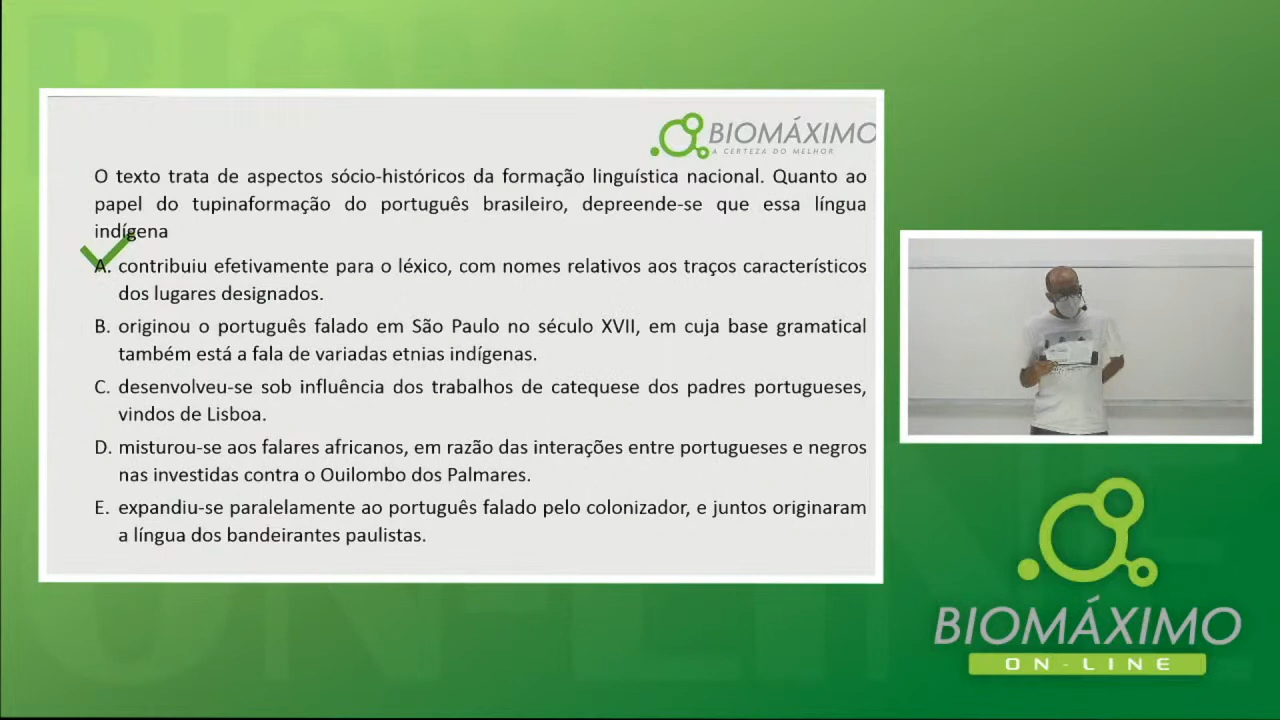 BIOMÁXIMO
A CERTEZA DO MELHOR
O texto trata de aspectos sócio-históricos da formação linguística nacional. Quanto ao
papel do tupinaformação do português brasileiro, depreende-se que essa língua
indígena
A. contribuiu efetivamente para o léxico, com nomes relativos aos traços característicos
dos lugares designados.
B. originou o português falado em São Paulo no século XVII, em cuja base gramatical
também está a fala de variadas etnias indígenas.
C. desenvolveu-se sob influência dos trabalhos de catequese dos padres portugueses,
vindos de Lisboa.
D. misturou-se aos falares africanos, em razão das interações entre portugueses e negros
nas investidas contra o Ouilombo dos Palmares.
E. expandiu-se paralelamente ao português falado pelo colonizador, e juntos originaram
a língua dos bandeirantes paulistas.
BIOMÁXIMO
ON-LINE